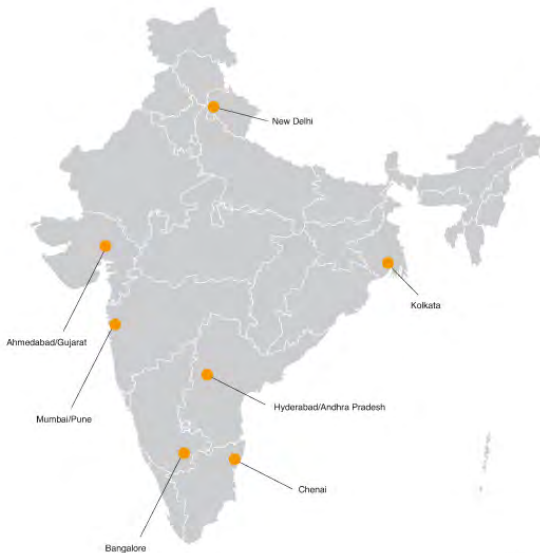 New Delhi
Kolkata
Ahmedabad/Gujarat
Hyderabad/Andhra Pradesh
Mumbai/Pune
Chenai
Bangalore